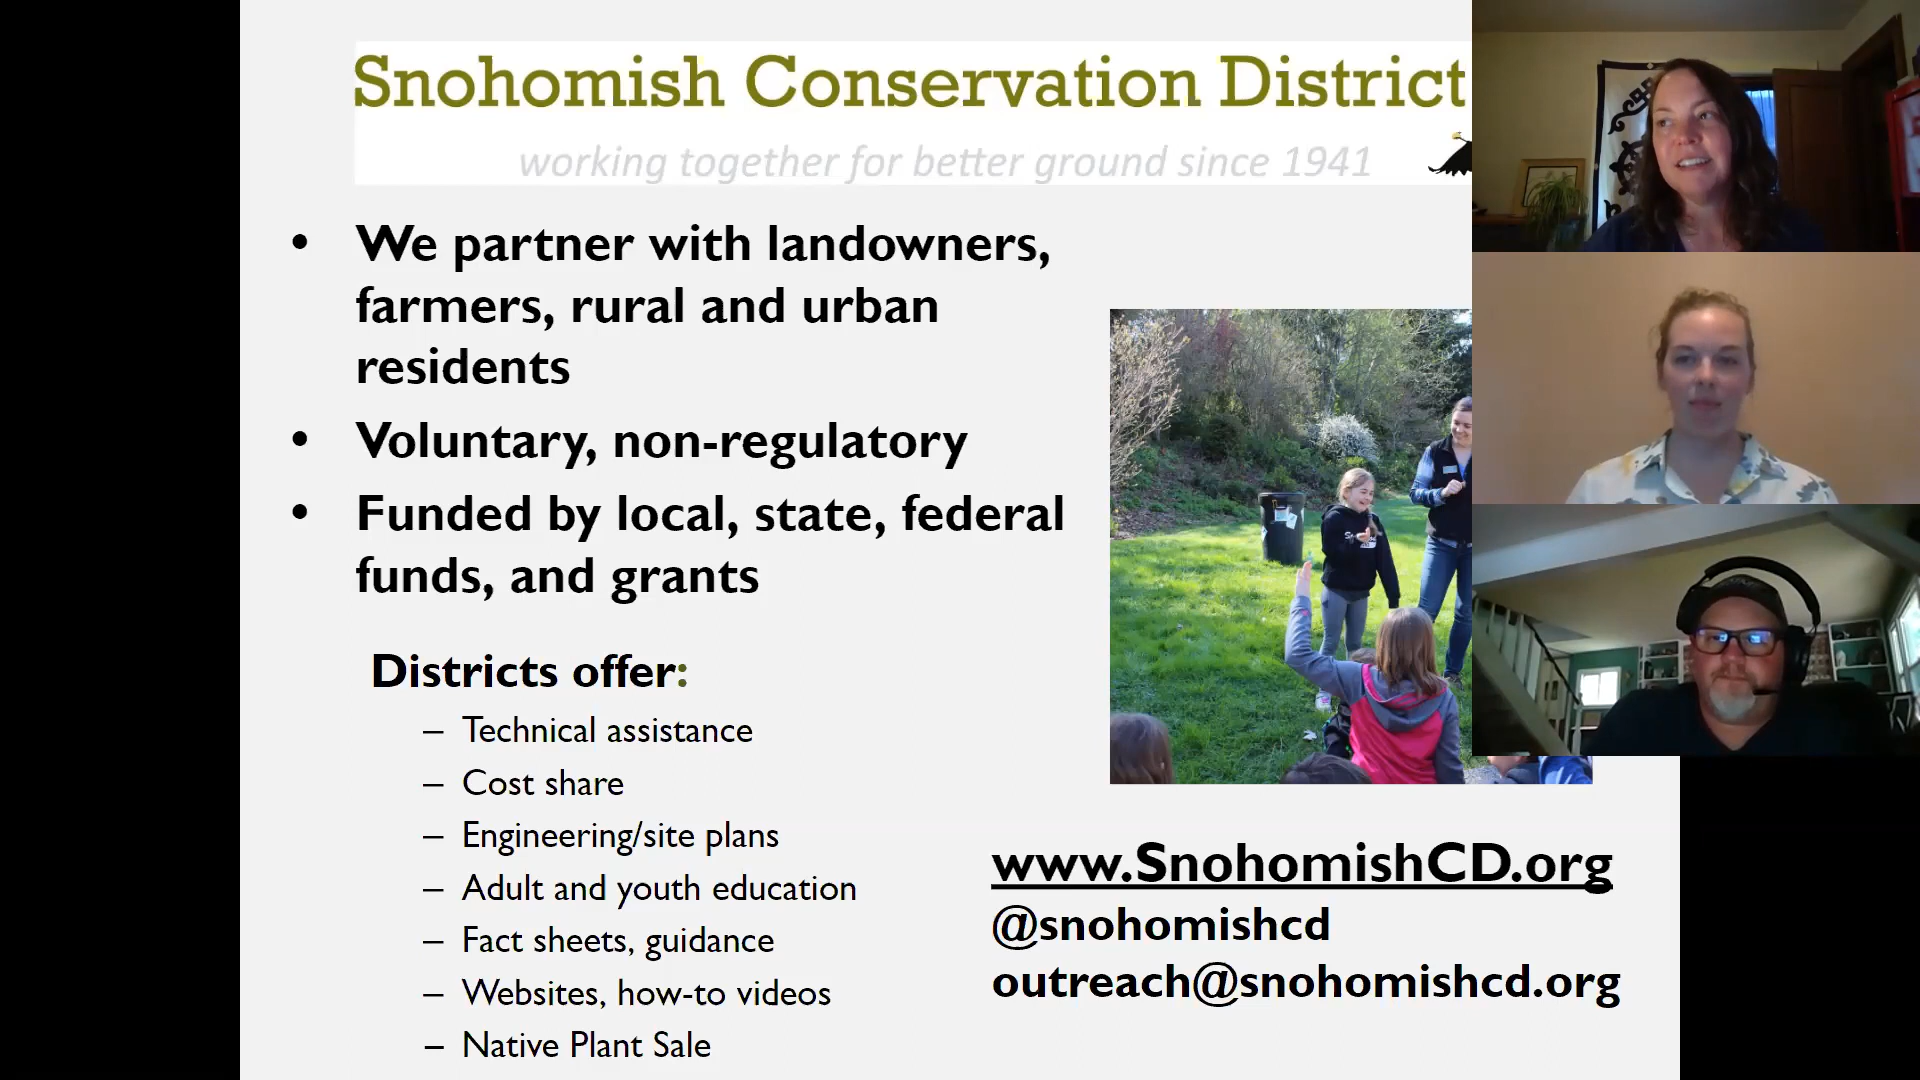 Snohomish Conservation District
working together for better ground since 1941
• We partner with landowners,
farmers, rural and urban
residents
• Voluntary, non-regulatory
• Funded by local, state, federal
funds, and grants
Districts offer:
– Technical assistance
– Cost share
– Engineering/site plans
– Adult and youth education
– Fact sheets, guidance
– Websites, how-to videos
– Native Plant Sale
www.SnohomishCD.org
@snohomishcd
outreach@snohomishcd.org